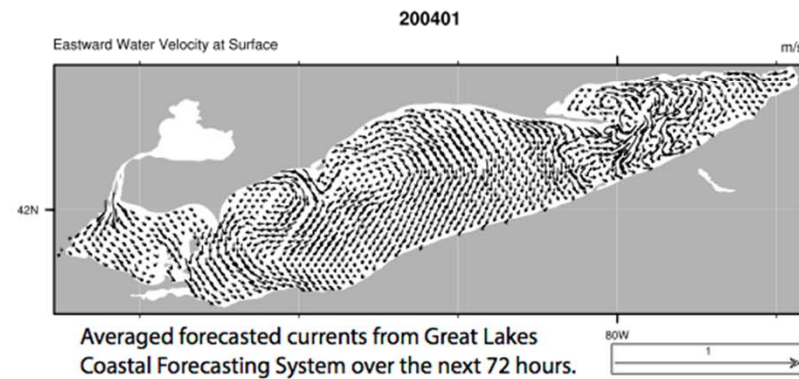 200401
Eastward Water Velocity at Surface
m/s
42N
80W
1
Averaged forecasted currents from Great Lakes
Coastal Forecasting System over the next 72 hours.